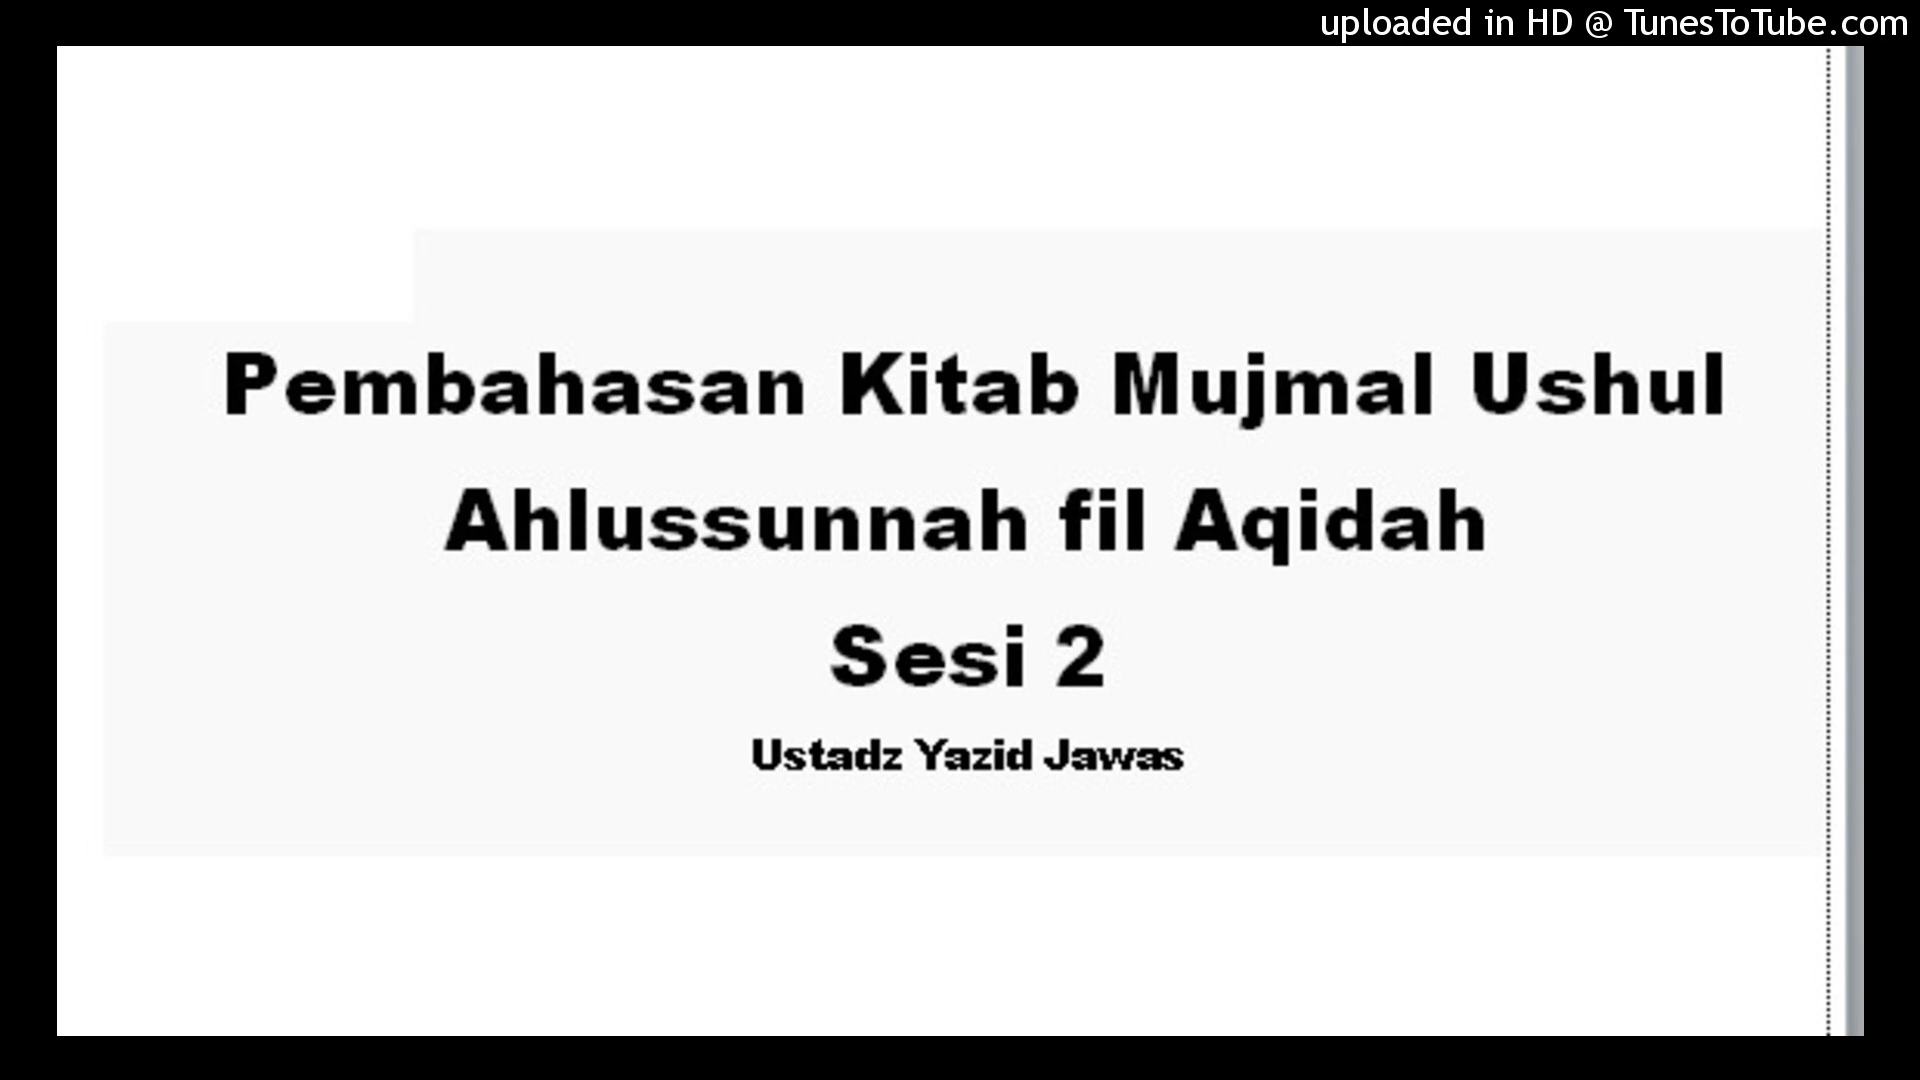 uploaded in HD @ TunesToTube.com
Pembahasan Kitab Mujmal Ushul
Ahlussunnah fil Aqidah
Sesi 2
Ustadz Yazid Jawas